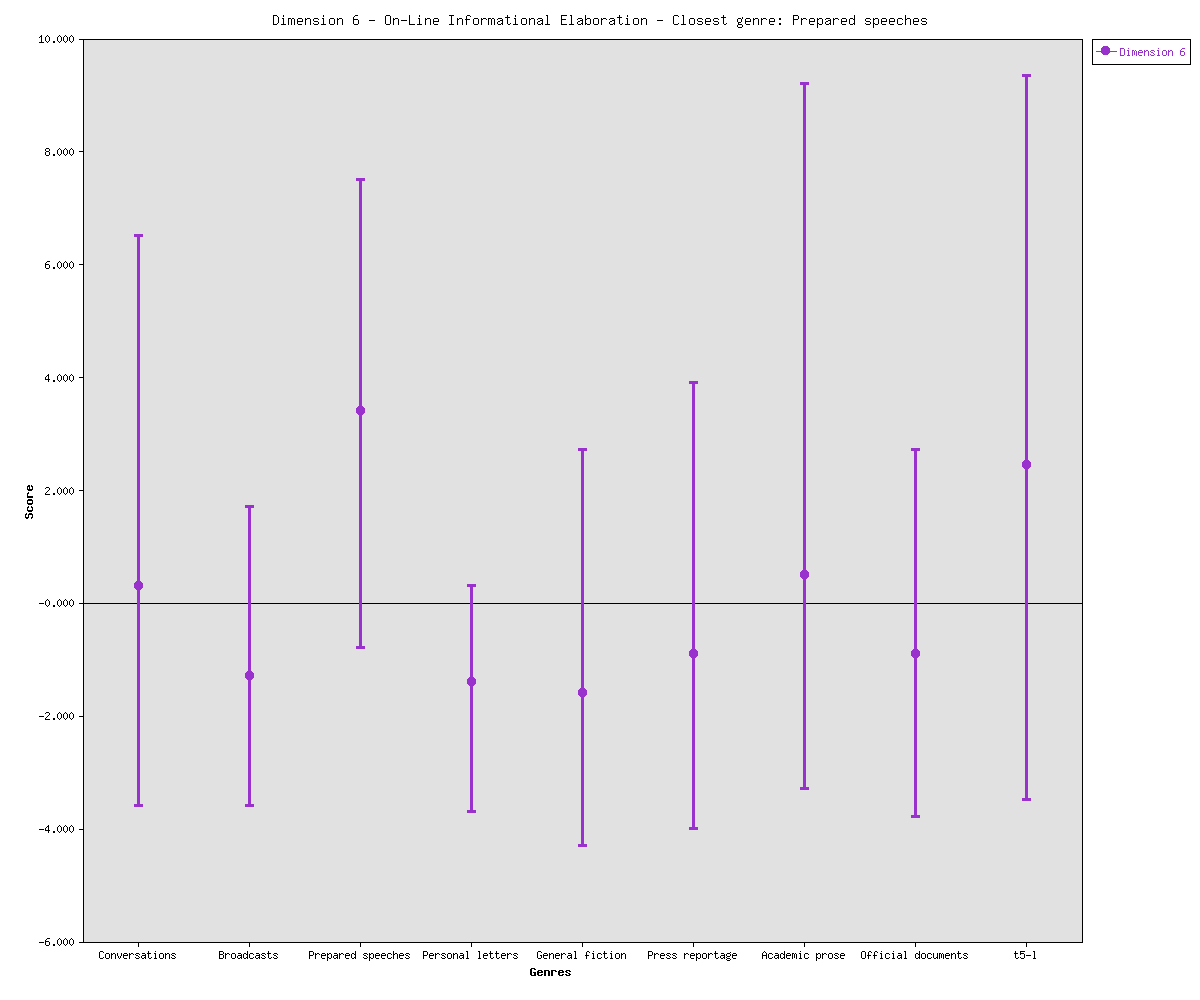 Dimension 6 - On-Line Informational Elaboration - Closest genre: Prepared speeches
Dimension 6
10.000
8.000
6.000
4.000
2.000
-0.000
-2.000
-4.000
-6.000
Score
Conversations Broadcasts Prepared speeches Personal letters General fiction Press reportage Academic prose Official documents t5-l
Genres